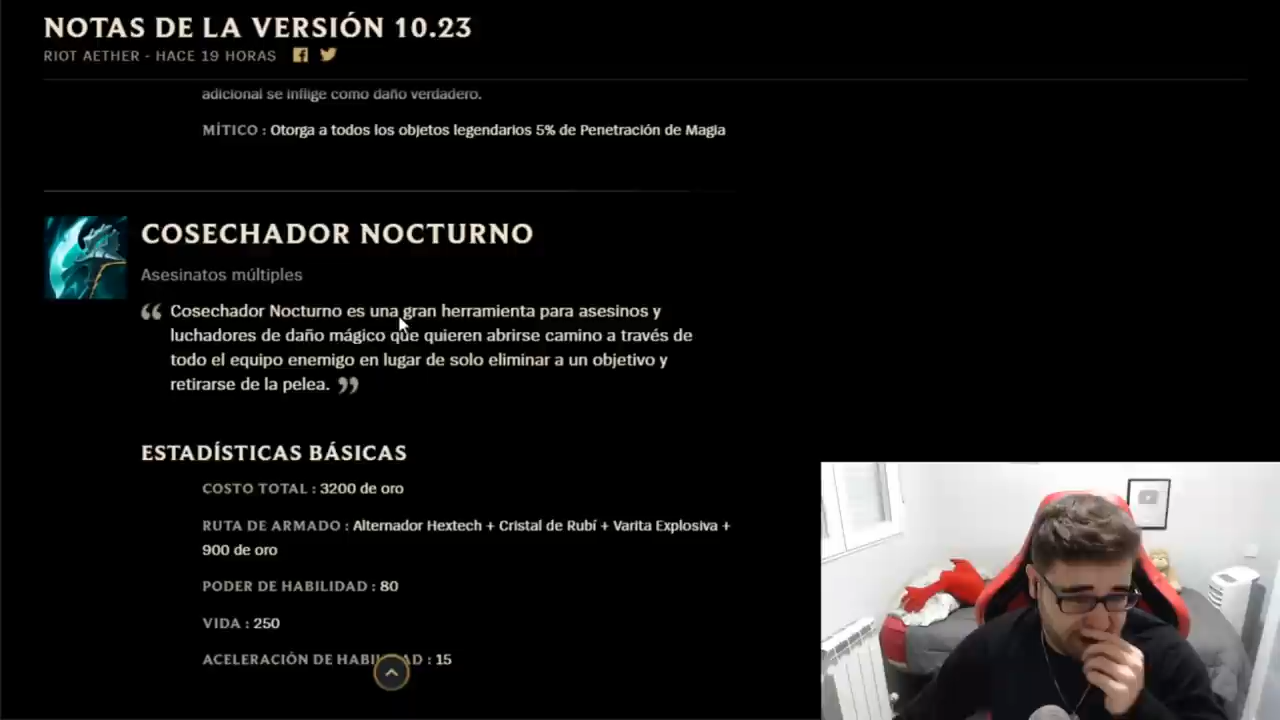 NOTAS DE LA VERSIÓN 10.23
RIOT AETHER - HACE 19 HORAS
adicional se inflige como daño verdadero.
MÍTICO : Otorga a todos los objetos legendarios 5% de Penetración de Magia
COSECHADOR NOCTURNO
Asesinatos múltiples
“ Cosechador Nocturno es una gran herramienta para asesinos y
luchadores de daño mágico que quieren abrirse camino a través de
todo el equipo enemigo en lugar de solo eliminar a un objetivo y
retirarse de la pelea. ”
ESTADÍSTICAS BÁSICAS
COSTO TOTAL : 3200 de oro
RUTA DE ARMADO : Alternador Hextech + Cristal de Rubí + Varita Explosiva +
900 de oro
PODER DE HABILIDAD : 80
VIDA : 250
ACELERACIÓN DE HABILIDAD : 15